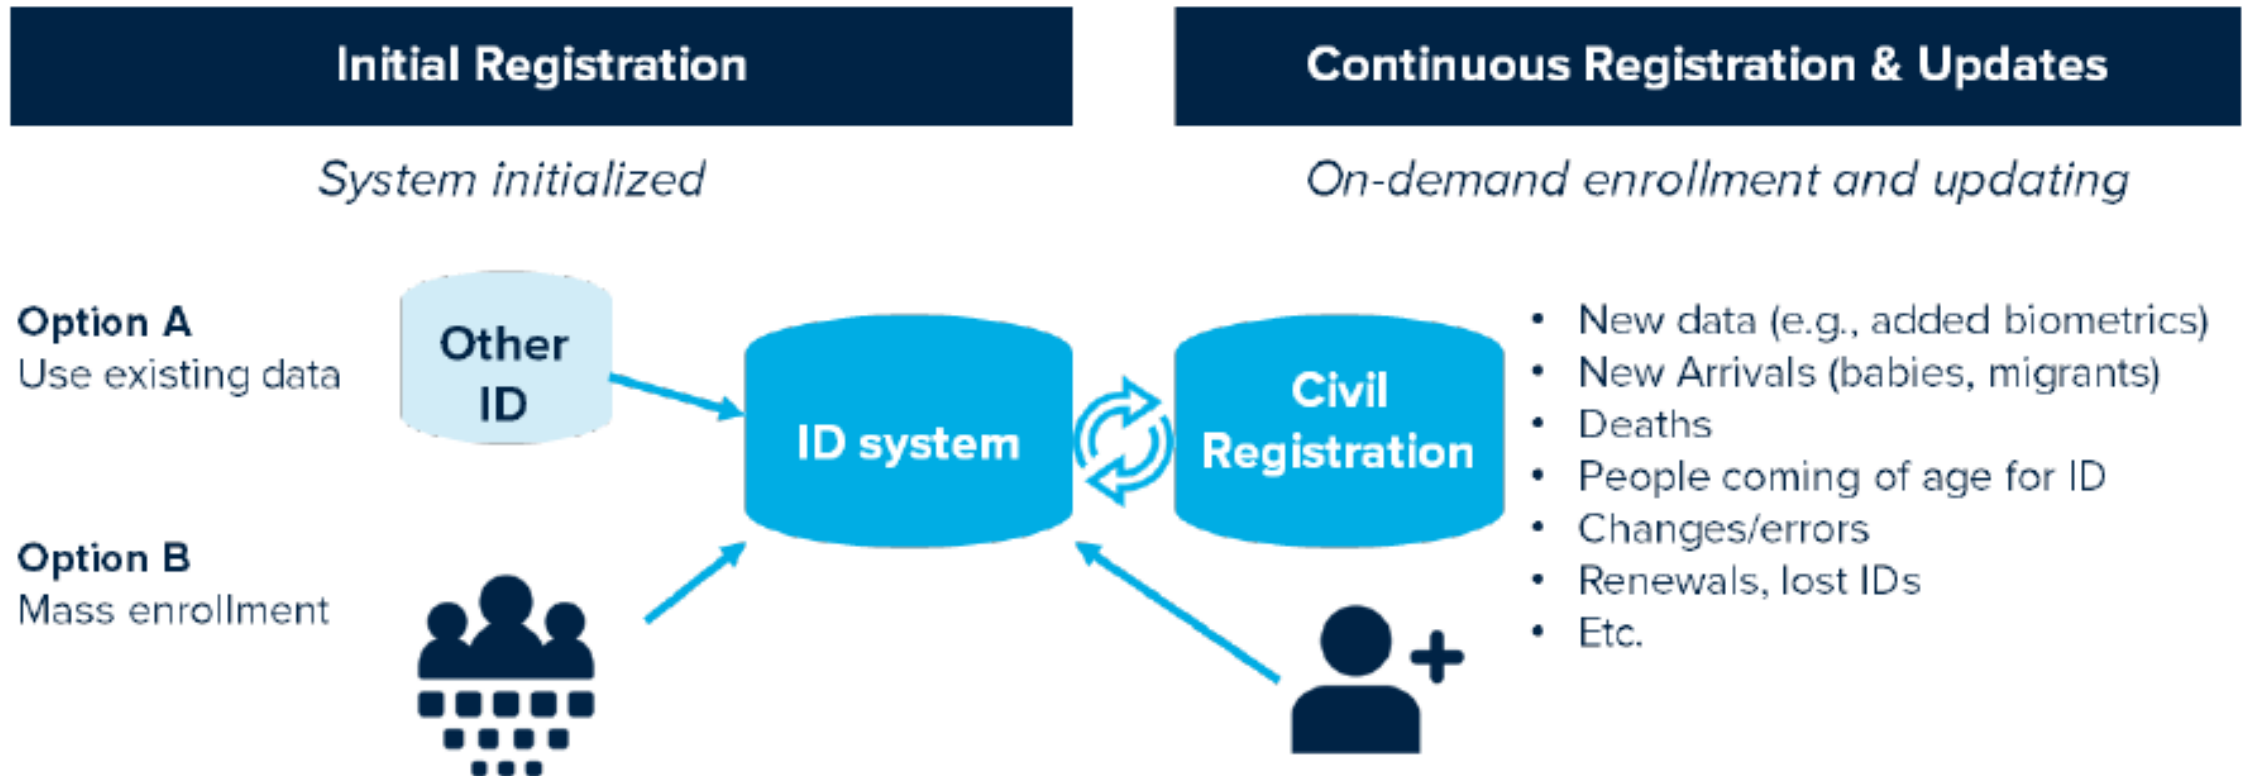 Initial Registration
Continuous Registration & Updates
System initialized
On-demand enrollment and updating
Option A
Use existing data
Other
ID
Option B
Mass enrollment
ID system
Civil
Registration
• New data (e.g., added biometrics)
• New Arrivals (babies, migrants)
• Deaths
• People coming of age for ID
• Changes/errors
• Renewals, lost IDs
• Etc.